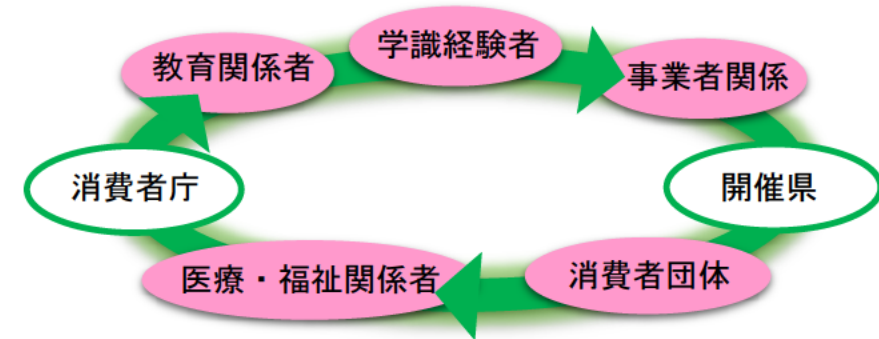 学識経験者
教育関係者
事業者関係
消費者庁
開催県
医療・福祉関係者
消費者団体